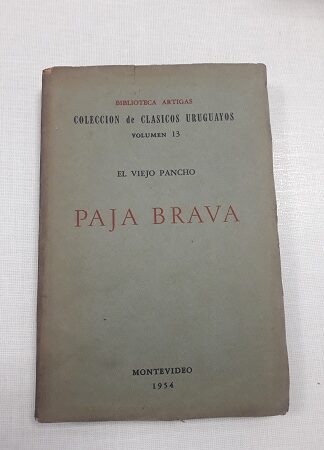 BIBLIOTECA ARTIGAS
COLECCION de CLASICOS URUGUAYOS
VOLUMEN 13
EL VIEJO PANCHO
PAJA BRAVA
MONTEVIDEO
1954